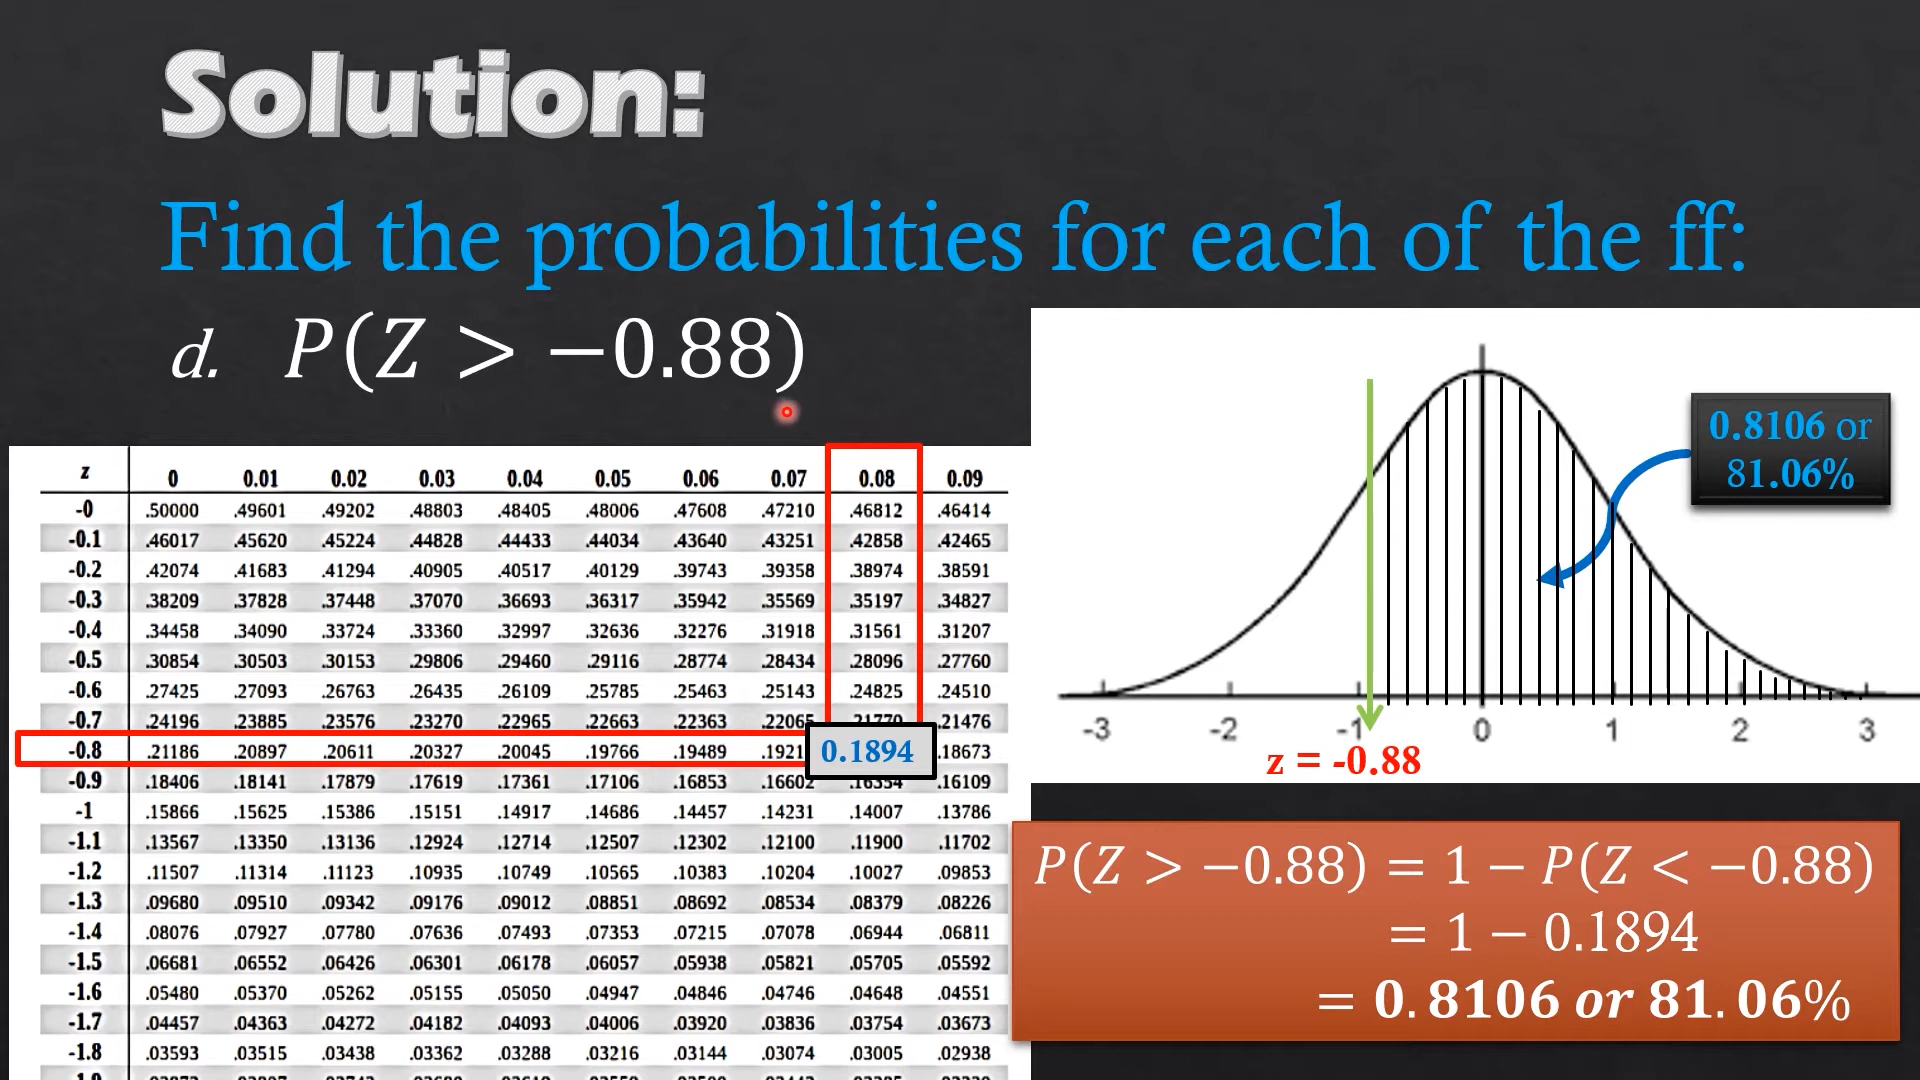 Solution:
Find the probabilities for each of the ff:
d. P(Z > −0.88)
z 0 0.01 0.02 0.03 0.04 0.05 0.06 0.07 0.08 0.09
-0 .50000 .49601 .49202 .48803 .48405 .48006 .47608 .47210 .46812 .46414
-0.1 .46017 .45620 .45224 .44828 .44433 .44034 .43640 .43251 .42858 .42465
-0.2 .42074 .41683 .41294 .40905 .40517 .40129 .39743 .39358 .38974 .38591
-0.3 .38209 .37828 .37448 .37070 .36693 .36317 .35942 .35569 .35197 .34827
-0.4 .34458 .34090 .33724 .33360 .32997 .32636 .32276 .31918 .31561 .31207
-0.5 .30854 .30503 .30153 .29806 .29460 .29116 .28774 .28434 .28096 .27760
-0.6 .27425 .27093 .26763 .26435 .26109 .25785 .25463 .25143 .24825 .24510
-0.7 .24196 .23885 .23576 .23270 .22965 .22663 .22363 .22065 .21476
-0.8 .21186 .20897 .20611 .20327 .20045 .19766 .19489 0.1894 .18673
-0.9 .18406 .18141 .17879 .17619 .17361 .17106 .16853 .16602 .16109
-1 .15866 .15625 .15386 .15151 .14917 .14686 .14457 .14231 .14007 .13786
-1.1 .13567 .13350 .13136 .12924 .12714 .12507 .12302 .12100 .11900 .11702
-1.2 .11507 .11314 .11123 .10935 .10749 .10565 .10383 .10204 .10027 .09853
-1.3 .09680 .09510 .09342 .09176 .09012 .08851 .08692 .08534 .08379 .08226
-1.4 .08076 .07927 .07780 .07636 .07493 .07353 .07215 .07078 .06944 .06811
-1.5 .06681 .06552 .06426 .06301 .06178 .06057 .05938 .05821 .05705 .05592
-1.6 .05480 .05370 .05262 .05155 .05050 .04947 .04846 .04746 .04648 .04551
-1.7 .04457 .04363 .04272 .04182 .04093 .04006 .03920 .03836 .03754 .03673
-1.8 .03593 .03515 .03438 .03362 .03288 .03216 .03144 .03074 .03005 .02938
0.8106 or
81.06%
-3 -2 -1 0 1 2 3
z = -0.88
P(Z > −0.88) = 1 − P(Z < −0.88)
= 1 − 0.1894
= 0.8106 or 81.06%